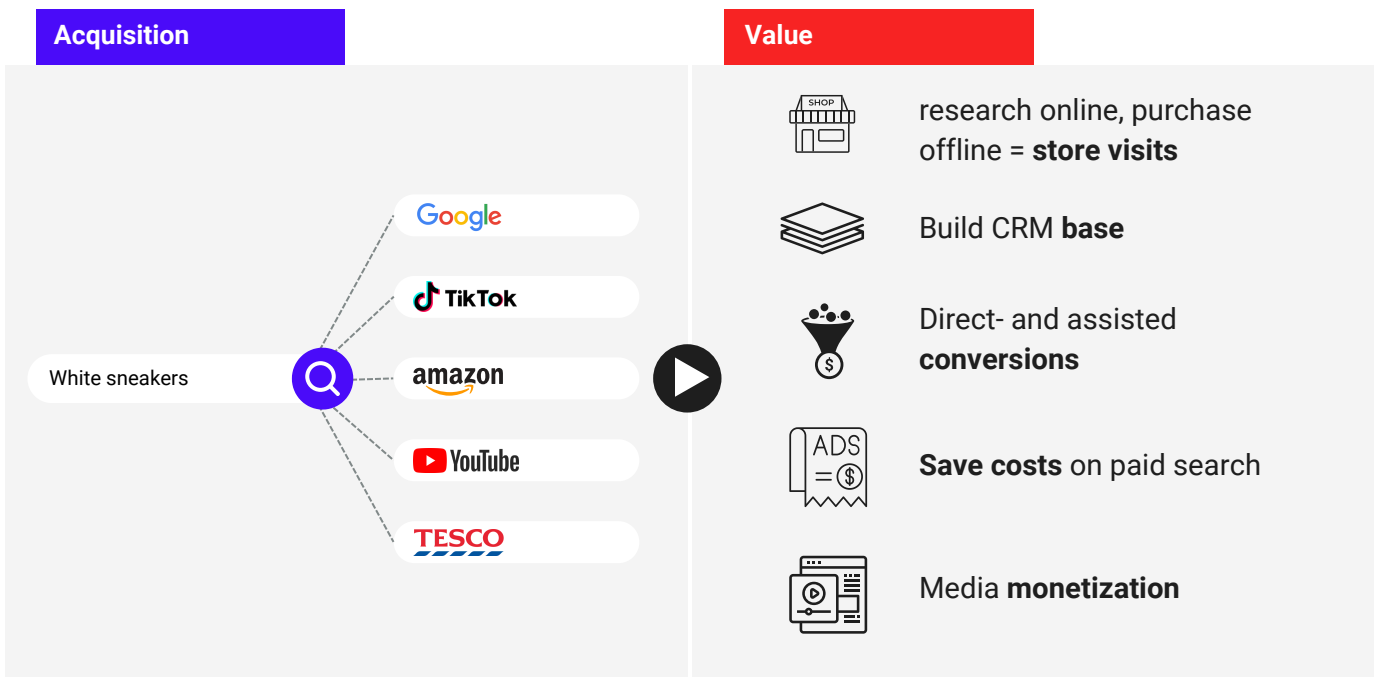 Acquisition
White sneakers
Google
TikTok
amazon
YouTube
TESCO
Value
SHOP
research online, purchase
offline = store visits
Build CRM base
$
Direct- and assisted
conversions
ADS
= $
Save costs on paid search
Media monetization